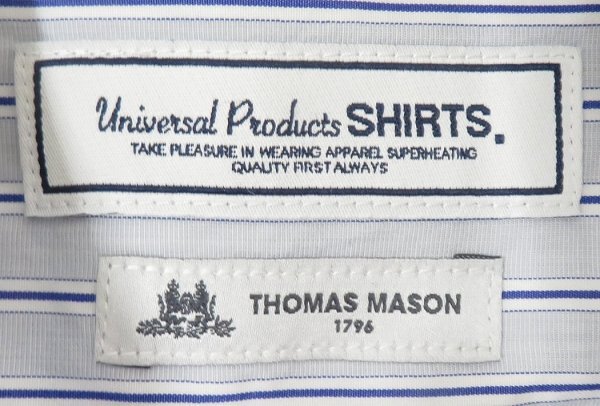 Universal Products SHIRTS.
TAKE PLEASURE IN WEARING APPAREL SUPERHEATING
QUALITY FIRST ALWAYS
THOMAS MASON
1796